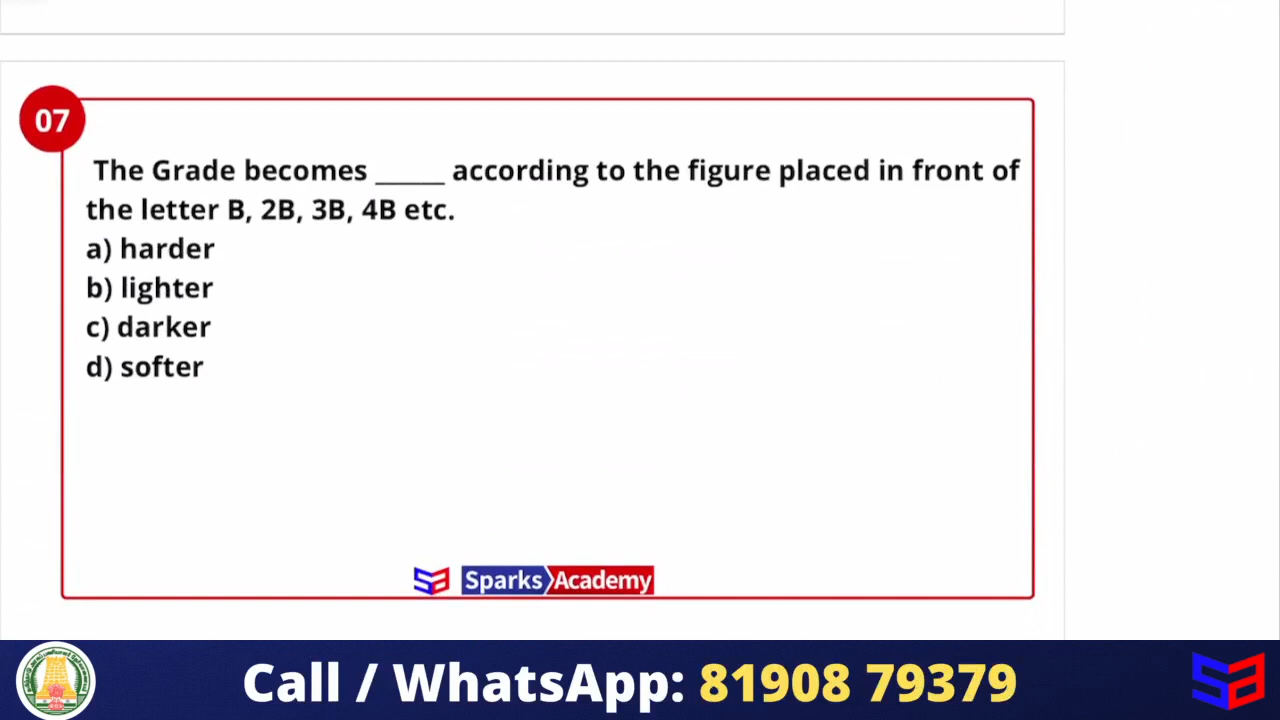 07
The Grade becomes _____ according to the figure placed in front of
the letter B, 2B, 3B, 4B etc.
a) harder
b) lighter
c) darker
d) softer
Sparks Academy
Call / WhatsApp: 81908 79379